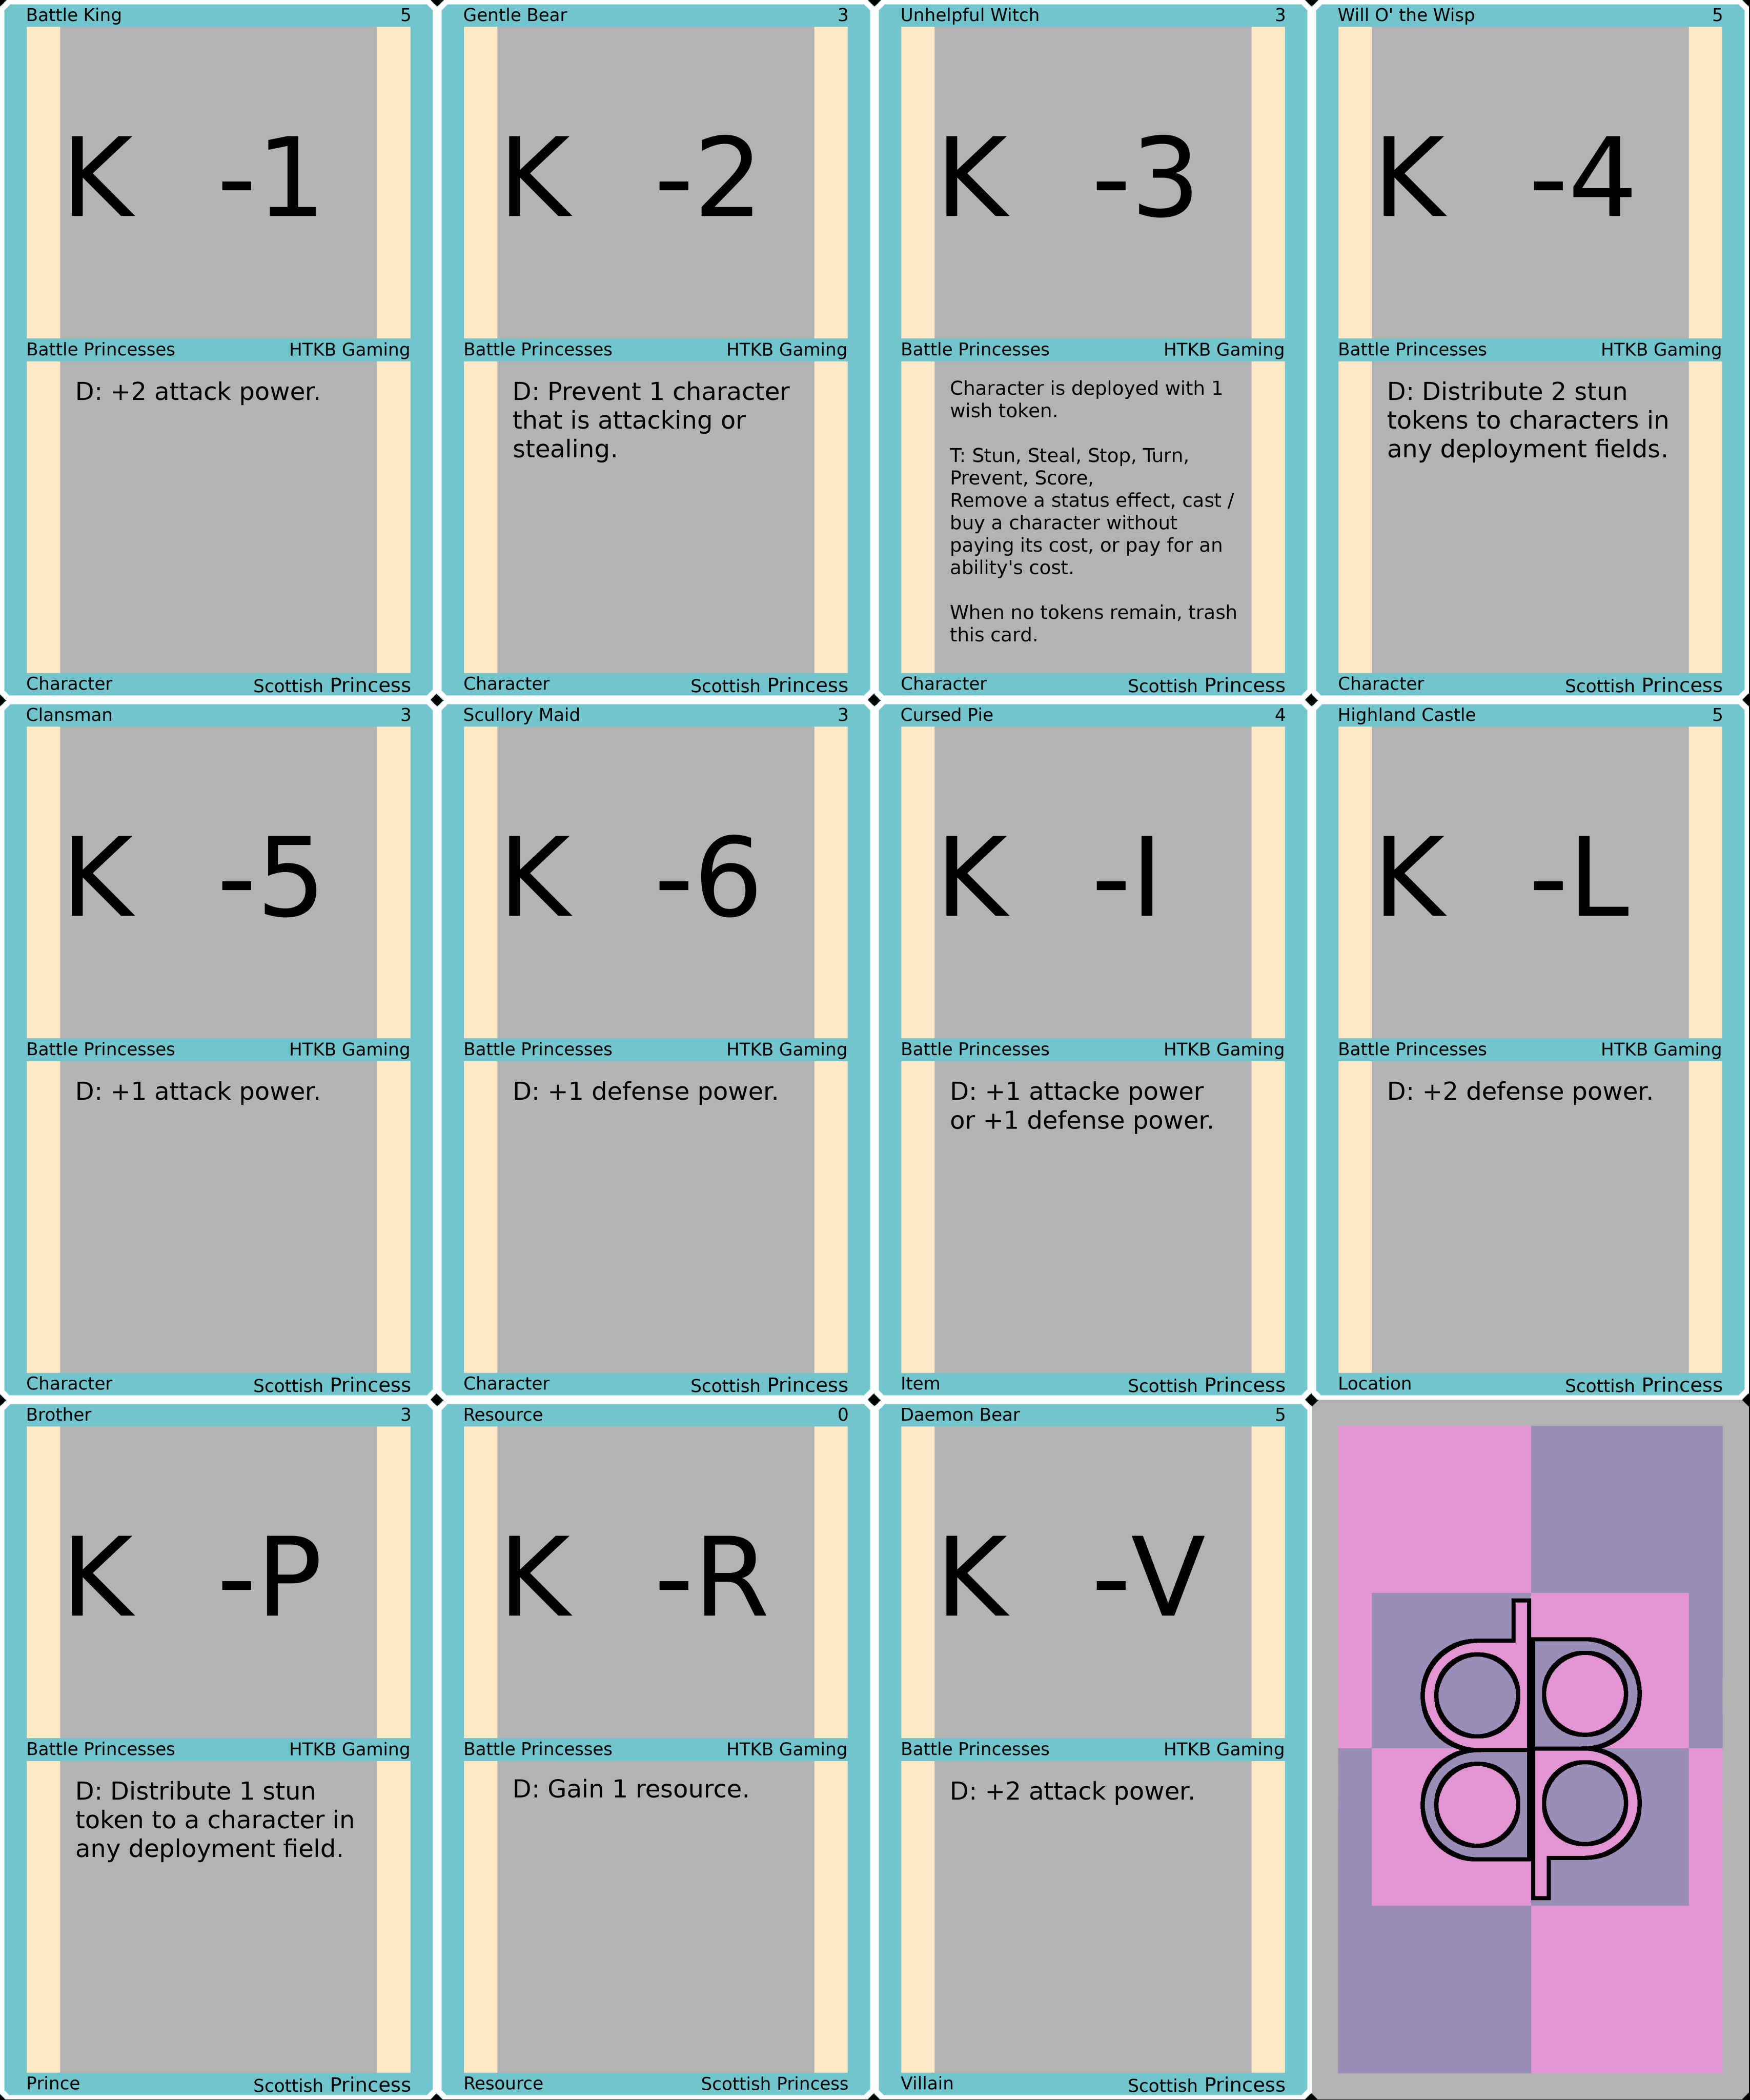 Battle King 5
K -1
Battle Princesses HTKB Gaming
D: +2 attack power.
Character Scottish Princess
Gentle Bear 3
K -2
Battle Princesses HTKB Gaming
D: Prevent 1 character
that is attacking or
stealing.
Character Scottish Princess
Unhelpful Witch 3
K -3
Battle Princesses HTKB Gaming
Character is deployed with 1
wish token.
T: Stun, Steal, Stop, Turn,
Prevent, Score,
Remove a status effect, cast /
buy a character without
paying its cost, or pay for an
ability's cost.
When no tokens remain, trash
this card.
Character Scottish Princess
Will O' the Wisp 5
K -4
Battle Princesses HTKB Gaming
D: Distribute 2 stun
tokens to characters in
any deployment fields.
Character Scottish Princess
Clansman 3
K -5
Battle Princesses HTKB Gaming
D: +1 attack power.
Character Scottish Princess
Scullory Maid 3
K -6
Battle Princesses HTKB Gaming
D: +1 defense power.
Character Scottish Princess
Cursed Pie 4
K -I
Battle Princesses HTKB Gaming
D: +1 attacke power
or +1 defense power.
Item Scottish Princess
Highland Castle 5
K -L
Battle Princesses HTKB Gaming
D: +2 defense power.
Location Scottish Princess
Brother 3
K -P
Battle Princesses HTKB Gaming
D: Distribute 1 stun
token to a character in
any deployment field.
Prince Scottish Princess
Resource 0
K -R
Battle Princesses HTKB Gaming
D: Gain 1 resource.
Resource Scottish Princess
Daemon Bear 5
K -V
Battle Princesses HTKB Gaming
D: +2 attack power.
Villain Scottish Princess